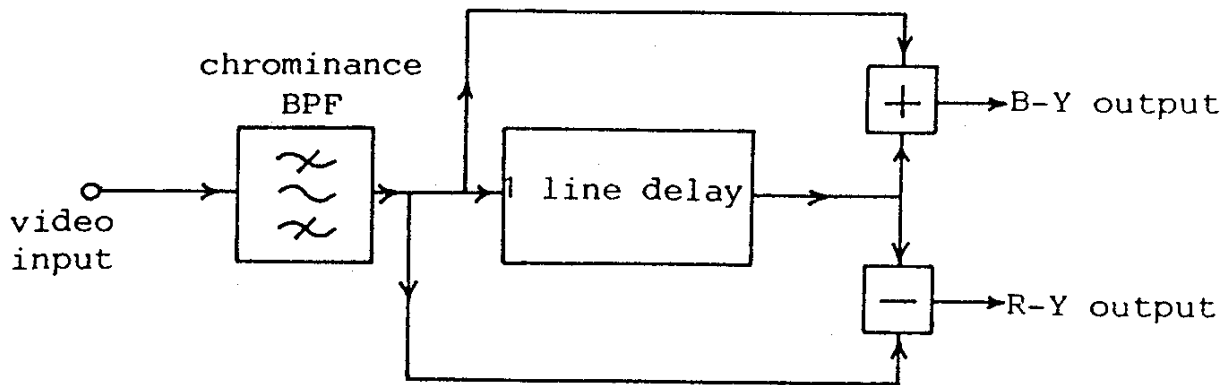 chrominance
BPF
+
B-Y output
1 line delay
video
input
−
R-Y output